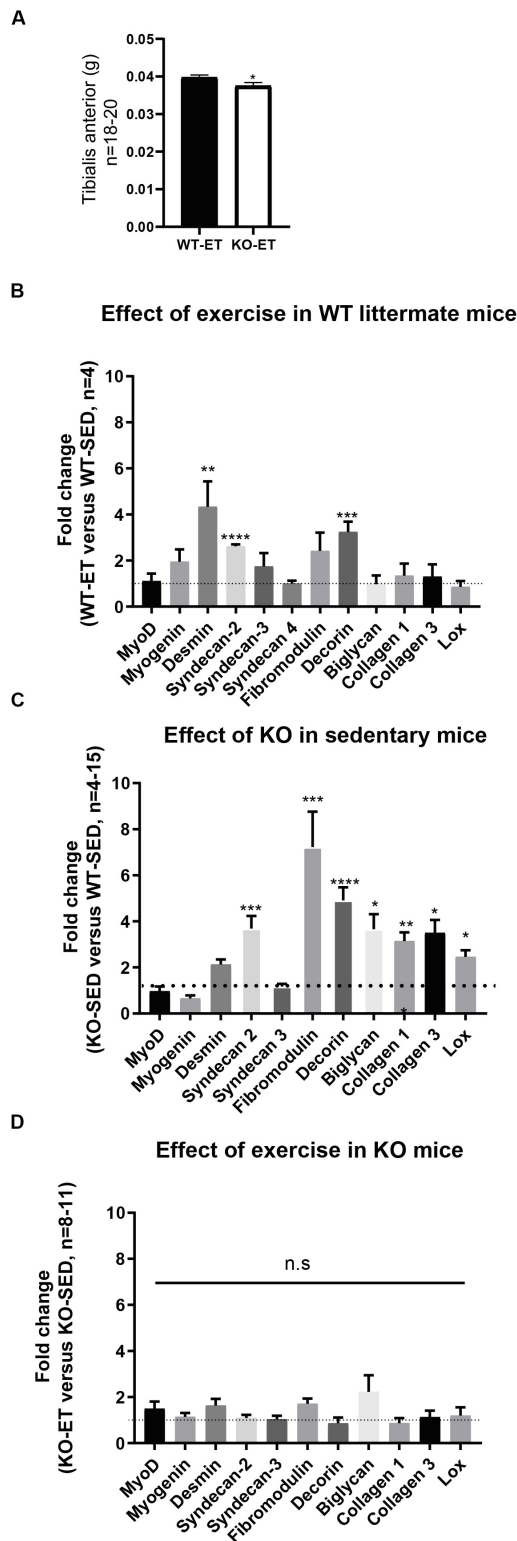 A
Tibialis anterior (g)
n=18-20
0.05
0.04
0.03
0.02
0.01
0.00
*
WT-ET KO-ET
B
Effect of exercise in WT littermate mice
Fold change
(WT-ET versus WT-SED, n=4)
10
8
6
4
2
0
** **** ***
MyoD
Myogenin
Desmin
Syndecan-2
Syndecan-3
Syndecan 4
Fibromodulin
Decorin
Biglycan
Collagen 1
Collagen 3
Lox
C
Effect of KO in sedentary mice
Fold change
(KO-SED versus WT-SED, n=4-15)
10
8
6
4
2
0
*** *** **** * ** * *
*
MyoD
Myogenin
Desmin
Syndecan 2
Syndecan 3
Fibromodulin
Decorin
Biglycan
Collagen 1
Collagen 3
Lox
D
Effect of exercise in KO mice
Fold change
(KO-ET versus KO-SED, n=8-11)
10
8
6
4
2
0
n.s
MyoD
Myogenin
Desmin
Syndecan-2
Syndecan-3
Fibromodulin
Decorin
Biglycan
Collagen 1
Collagen 3
Lox